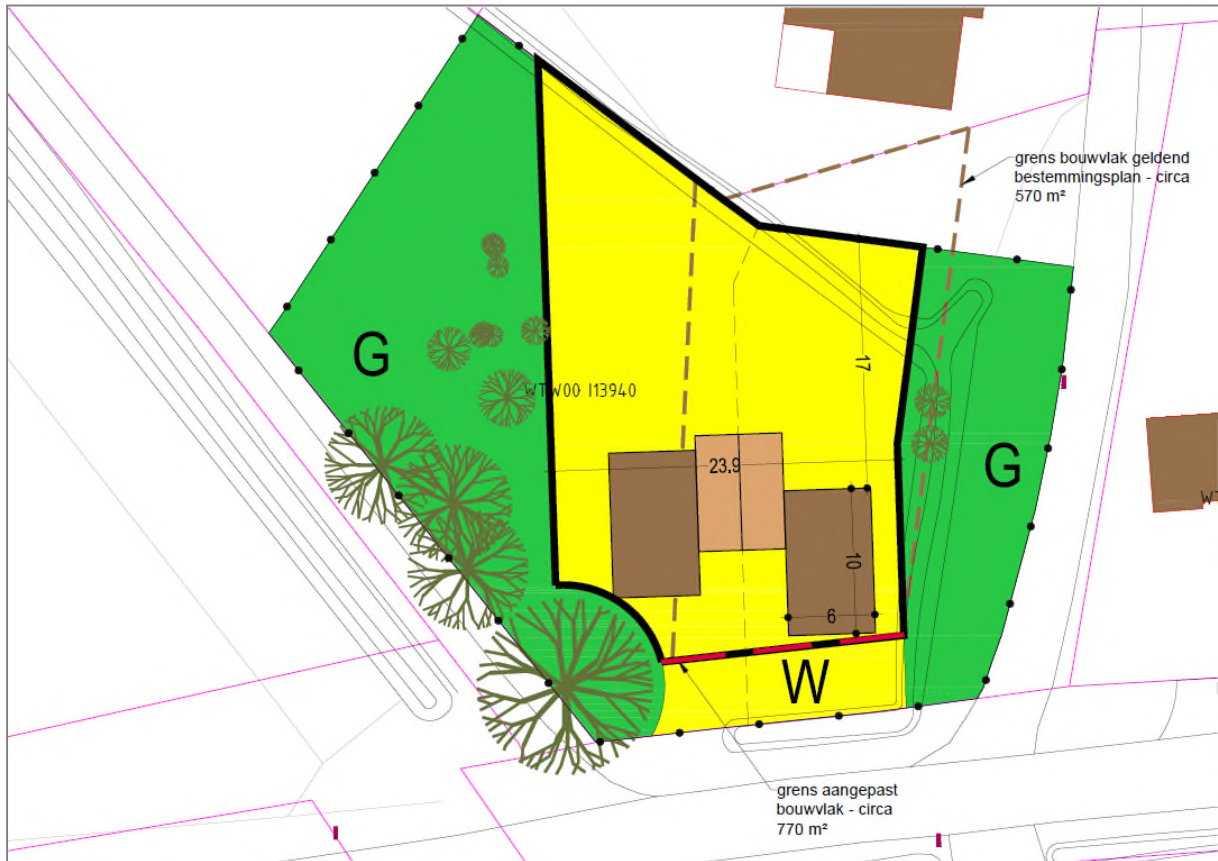 grens bouwvlak geldend
bestemmingsplan - circa
570 m²
G
17
WTW00 I13940
23.9
G
10
6
W
grens aangepast
bouwvlak - circa
770 m²